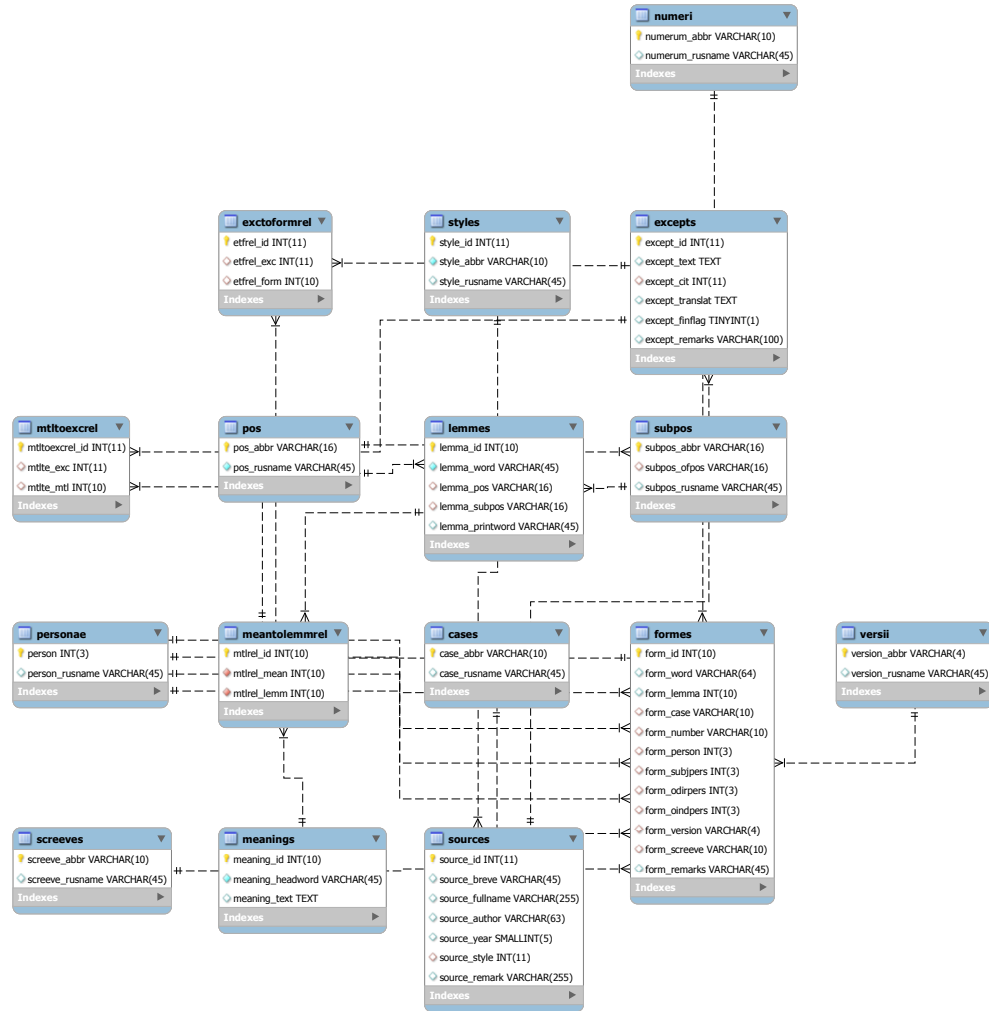 numeri
numerum_abbr VARCHAR(10)
numerum_rusname VARCHAR(45)
Indexes
exctoformrel
etfrel_id INT(11)
etfrel_exc INT(11)
etfrel_form INT(10)
Indexes
styles
style_id INT(11)
style_abbr VARCHAR(10)
style_rusname VARCHAR(45)
Indexes
excepts
except_id INT(11)
except_text TEXT
except_cit INT(11)
except_translat TEXT
except_finflag TINYINT(1)
except_remarks VARCHAR(100)
Indexes
mtltoexcrel
mtltoexcrel_id INT(11)
mtlte_exc INT(11)
mtlte_mtl INT(10)
Indexes
pos
pos_abbr VARCHAR(16)
pos_rusname VARCHAR(45)
Indexes
lemmes
lemma_id INT(10)
lemma_word VARCHAR(45)
lemma_pos VARCHAR(16)
lemma_subpos VARCHAR(16)
lemma_printword VARCHAR(45)
Indexes
subpos
subpos_abbr VARCHAR(16)
subpos_ofpos VARCHAR(16)
subpos_rusname VARCHAR(45)
Indexes
personae
person INT(3)
person_rusname VARCHAR(45)
Indexes
meantolemmrel
mtlrel_id INT(10)
mtlrel_mean INT(10)
mtlrel_lemm INT(10)
Indexes
cases
case_abbr VARCHAR(10)
case_rusname VARCHAR(45)
Indexes
formes
form_id INT(10)
form_word VARCHAR(64)
form_lemma INT(10)
form_case VARCHAR(10)
form_number VARCHAR(10)
form_person INT(3)
form_subjpers INT(3)
form_odirpers INT(3)
form_oindpers INT(3)
form_version VARCHAR(4)
form_screeve VARCHAR(10)
form_remarks VARCHAR(45)
Indexes
versii
version_abbr VARCHAR(4)
version_rusname VARCHAR(45)
Indexes
screeves
screeve_abbr VARCHAR(10)
screeve_rusname VARCHAR(45)
Indexes
meanings
meaning_id INT(10)
meaning_headword VARCHAR(45)
meaning_text TEXT
Indexes
sources
source_id INT(11)
source_breve VARCHAR(45)
source_fullname VARCHAR(255)
source_author VARCHAR(63)
source_year SMALLINT(5)
source_style INT(11)
source_remark VARCHAR(255)
Indexes